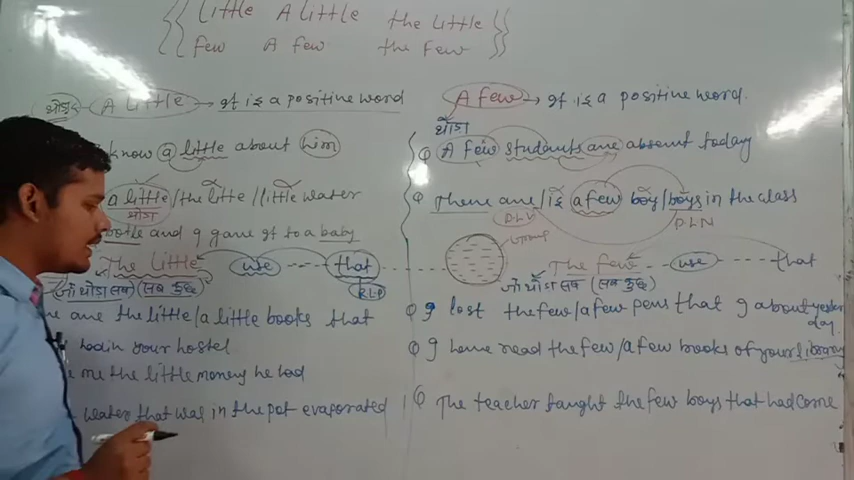 Little A Little the Little
Few A few the Few
थोड़ा A Little → It is a positive word
know a little about him
a little / the little / little water
थोड़ा
bottle and I gave it to a baby
The Little use --- that
जो थोड़ा सब (सब कुछ) R.L.P
are the little / a little books that
in your hostel
me the little money he had
water that was in the pot evaporated
A few → It is a positive word.
थोड़ा
Q A few students are absent today
Q There are / is a few boy / boys in the class
P.L.V P.L.N
Group
The few -- use --- that
जो थोड़ा सब (सब कुछ)
Q I lost the few / a few pens that I about yesterday
Q I have read the few / a few books of your library
Q The teacher taught the few boys that had come